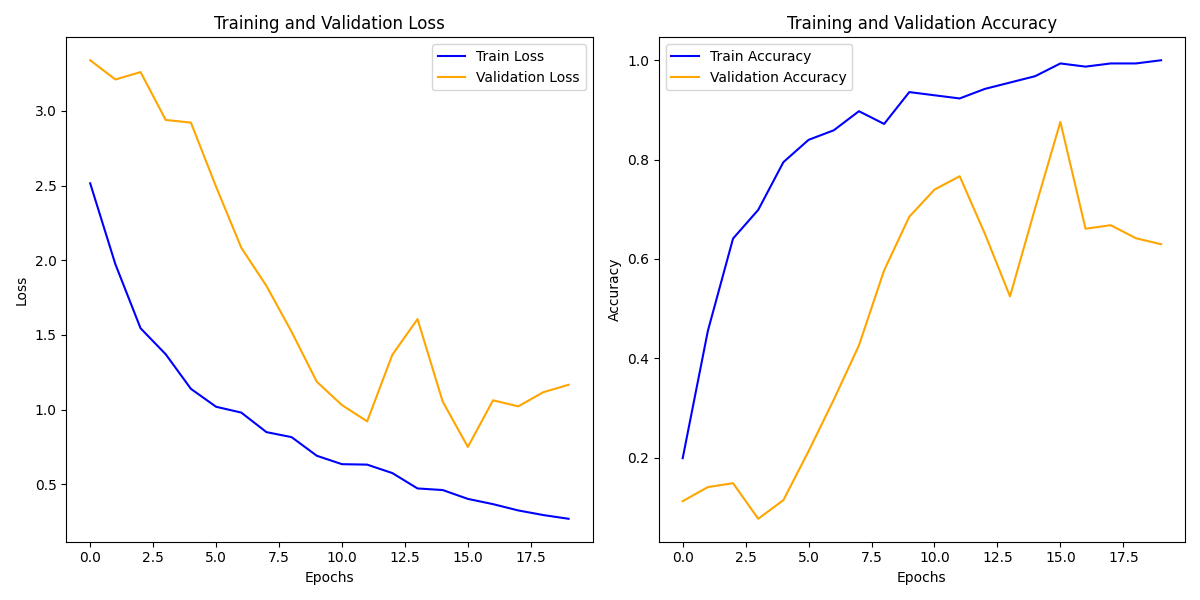 Training and Validation Loss
Train Loss
Validation Loss
3.0
2.5
2.0
1.5
1.0
0.5
Loss
0.0
2.5
5.0
7.5
10.0
12.5
15.0
17.5
Epochs
Training and Validation Accuracy
Train Accuracy
Validation Accuracy
1.0
0.8
0.6
0.4
0.2
Accuracy
0.0
2.5
5.0
7.5
10.0
12.5
15.0
17.5
Epochs